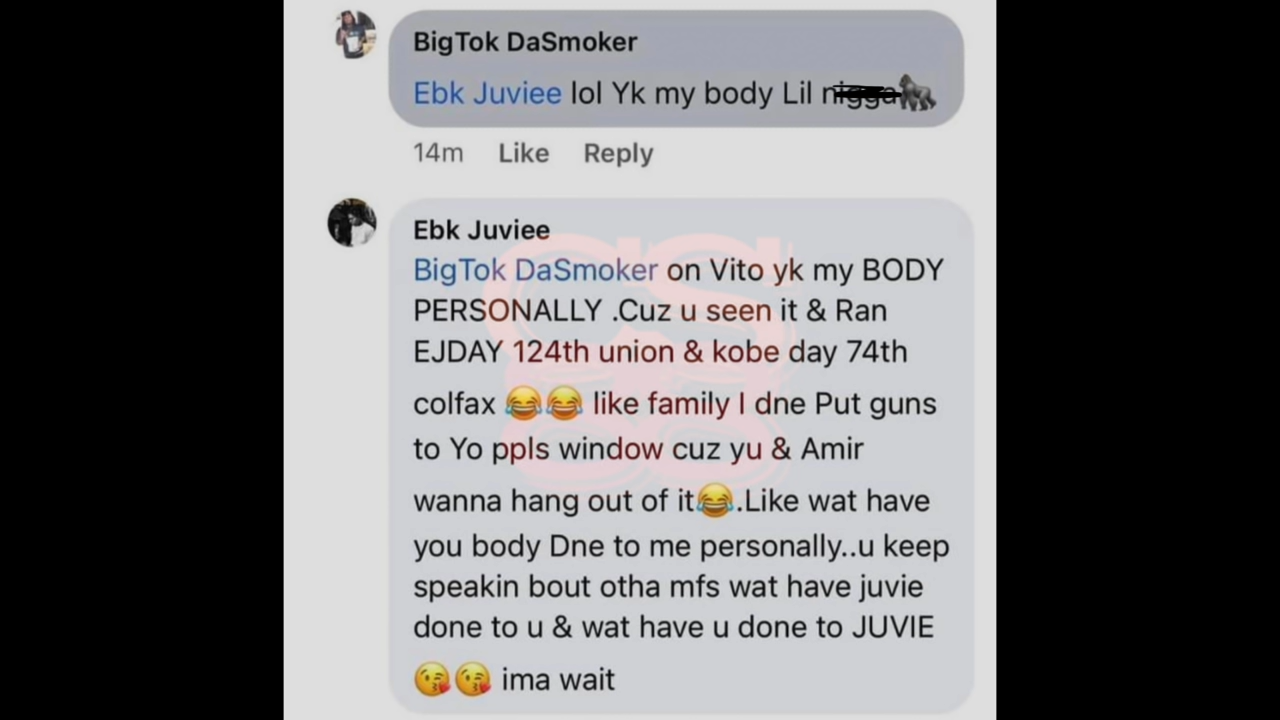 BigTok DaSmoker
Ebk Juviee lol Yk my body Lil nigga🦍
14m Like Reply
Ebk Juviee
BigTok DaSmoker on Vito yk my BODY
PERSONALLY .Cuz u seen it & Ran
EJDAY 124th union & kobe day 74th
colfax 😂😂 like family I dne Put guns
to Yo ppls window cuz yu & Amir
wanna hang out of it😂.Like wat have
you body Dne to me personally..u keep
speakin bout otha mfs wat have juvie
done to u & wat have u done to JUVIE
😘😘 ima wait